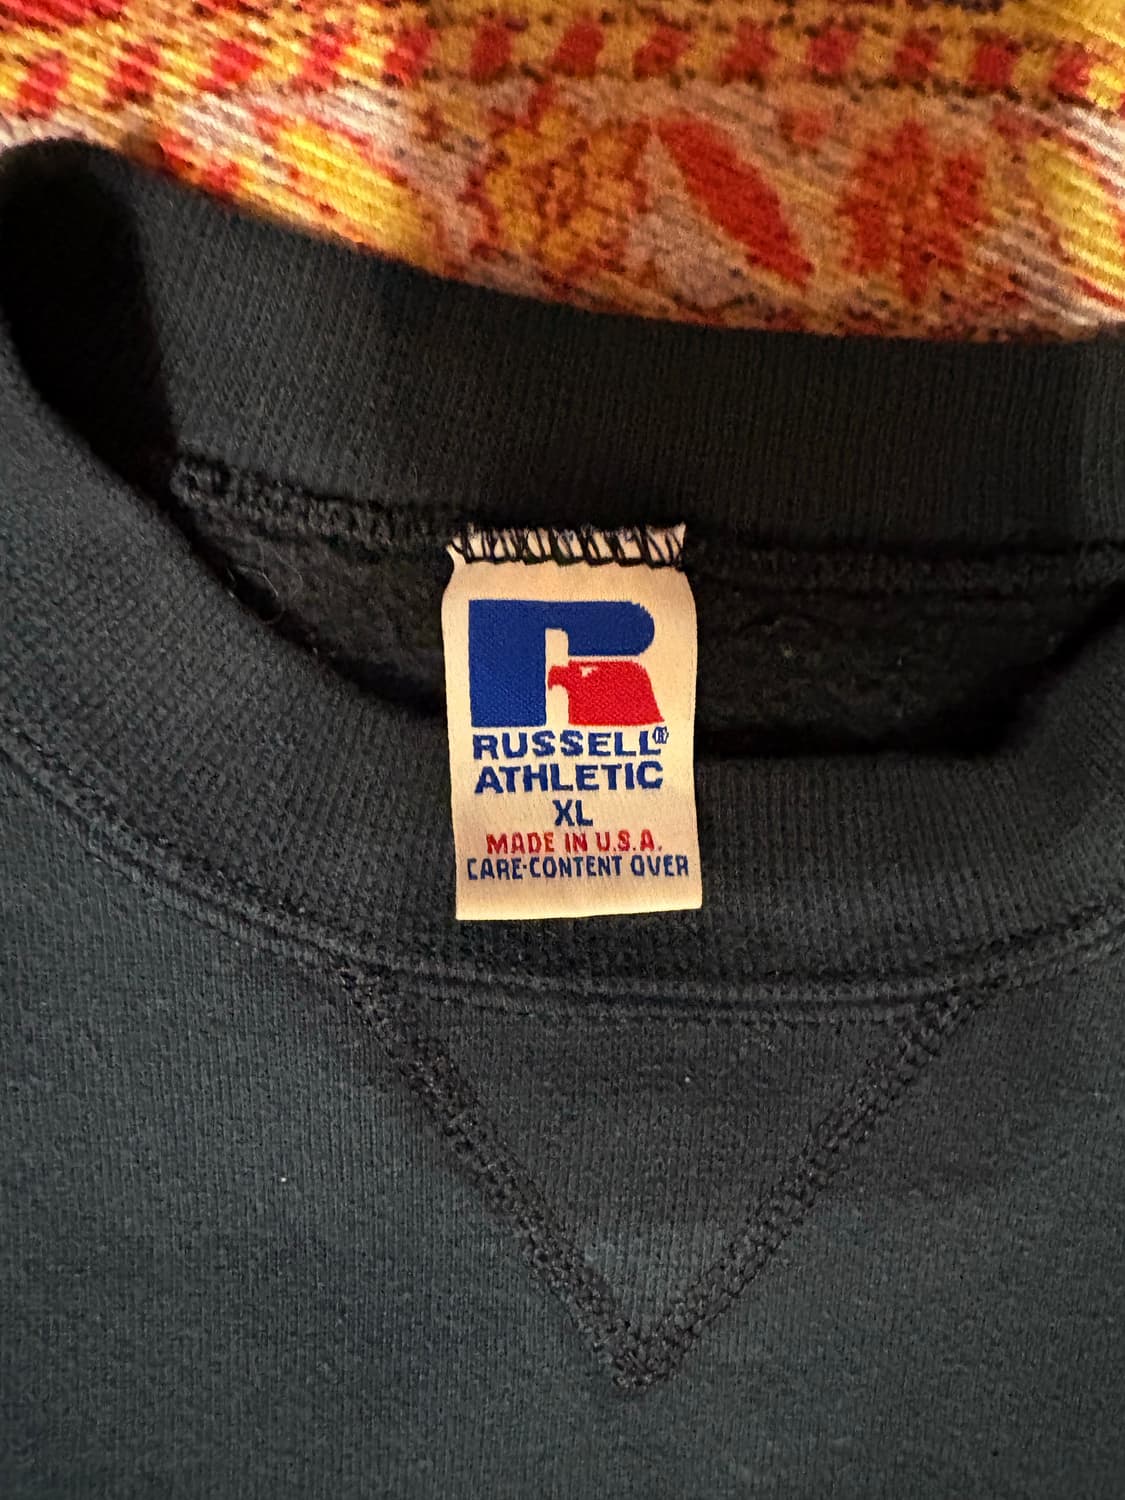 RUSSELL®
ATHLETIC
XL
MADE IN U.S.A.
CARE-CONTENT OVER